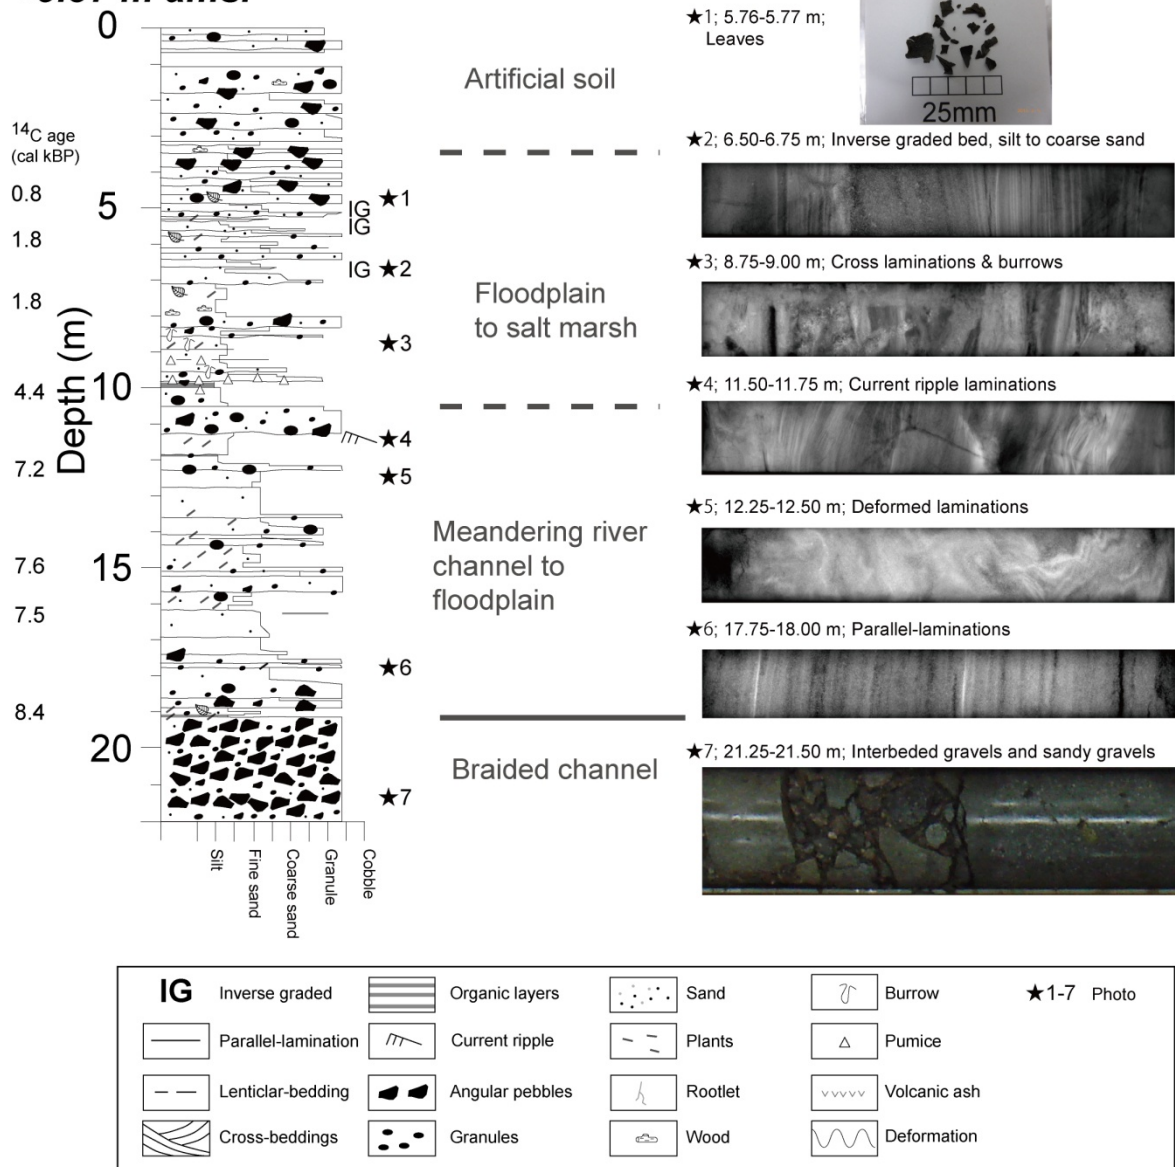 0
14C age
(cal kBP)
0.8
1.8
1.8
4.4
7.2
7.6
7.5
8.4
Depth (m)
5
10
15
20
IG
IG
IG
★1
★2
★3
★4
★5
★6
★7
Silt
Fine sand
Coarse sand
Granule
Cobble
Artificial soil
Floodplain
to salt marsh
Meandering river
channel to
floodplain
Braided channel
★1; 5.76-5.77 m;
Leaves
25mm
★2; 6.50-6.75 m; Inverse graded bed, silt to coarse sand
★3; 8.75-9.00 m; Cross laminations & burrows
★4; 11.50-11.75 m; Current ripple laminations
★5; 12.25-12.50 m; Deformed laminations
★6; 17.75-18.00 m; Parallel-laminations
★7; 21.25-21.50 m; Interbeded gravels and sandy gravels
IG Inverse graded
Organic layers
Sand
Burrow
★1-7 Photo
Parallel-lamination
Current ripple
Plants
Pumice
Lenticlar-bedding
Angular pebbles
Rootlet
Volcanic ash
Cross-beddings
Granules
Wood
Deformation